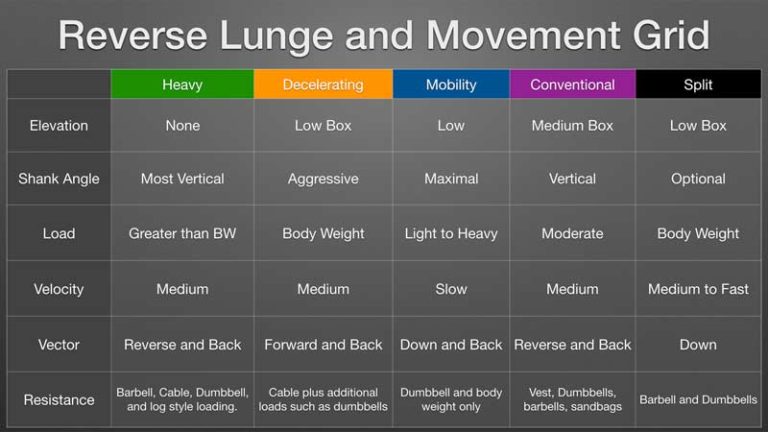 Reverse Lunge and Movement Grid
Heavy Decelerating Mobility Conventional Split
Elevation None Low Box Low Medium Box Low Box
Shank Angle Most Vertical Aggressive Maximal Vertical Optional
Load Greater than BW Body Weight Light to Heavy Moderate Body Weight
Velocity Medium Medium Slow Medium Medium to Fast
Vector Reverse and Back Forward and Back Down and Back Reverse and Back Down
Resistance
Barbell, Cable, Dumbbell,
and log style loading.
Cable plus additional
loads such as dumbbells
Dumbbell and body
weight only
Vest, Dumbbells,
barbells, sandbags
Barbell and Dumbbells